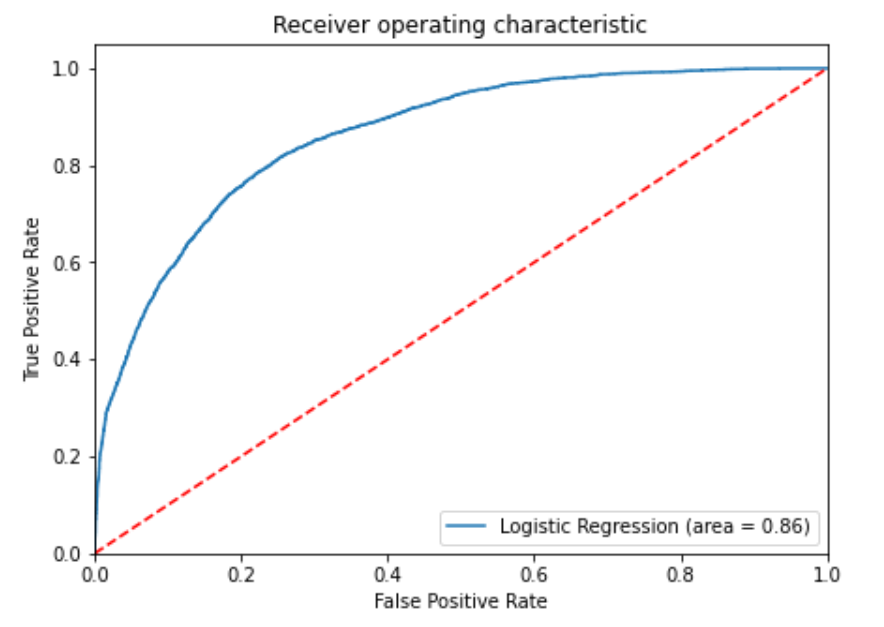 Receiver operating characteristic
1.0
0.8
0.6
0.4
0.2
0.0
True Positive Rate
Logistic Regression (area = 0.86)
0.0 0.2 0.4 0.6 0.8 1.0
False Positive Rate